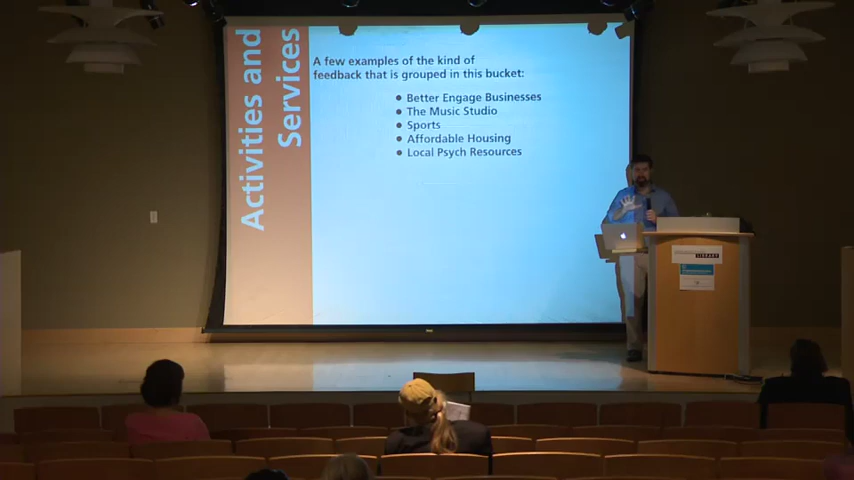 Activities and
Services
A few examples of the kind of
feedback that is grouped in this bucket:
• Better Engage Businesses
• The Music Studio
• Sports
• Affordable Housing
• Local Psych Resources
LIBRARY